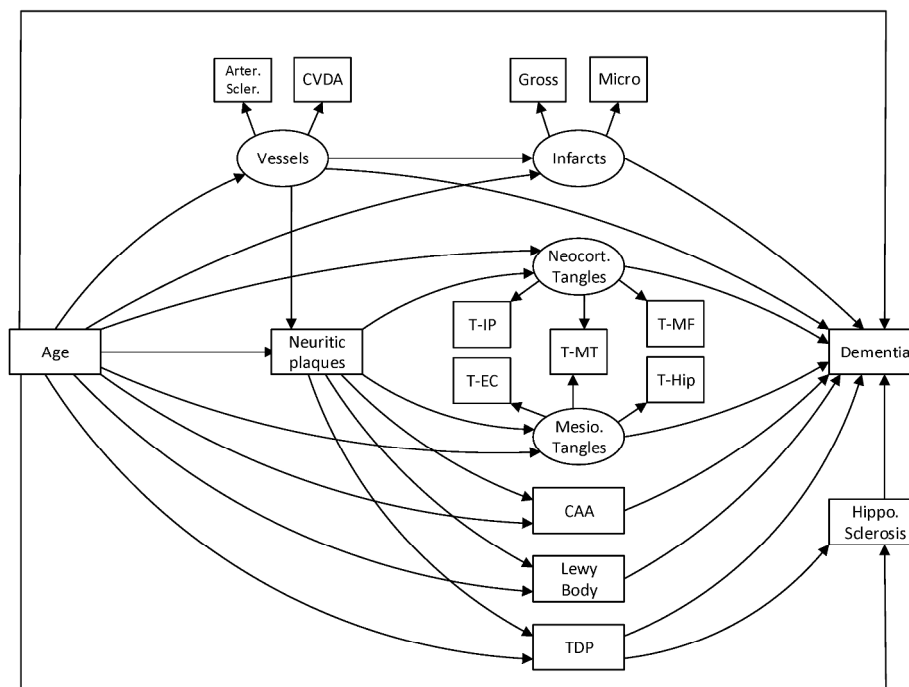 Arter.
Scler.
CVDA
Gross
Micro
Vessels
Infarcts
Neocort.
Tangles
T-IP
T-MF
T-MT
Age
Neuritic
plaques
Dementia
T-EC
T-Hip
Mesio.
Tangles
CAA
Hippo.
Sclerosis
Lewy
Body
TDP